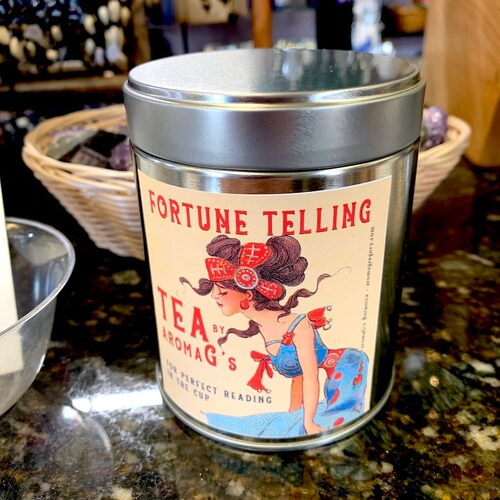 FORTUNE TELLING
TEA BY
AROMAG's
FOR PERFECT READING
IN THE CUP